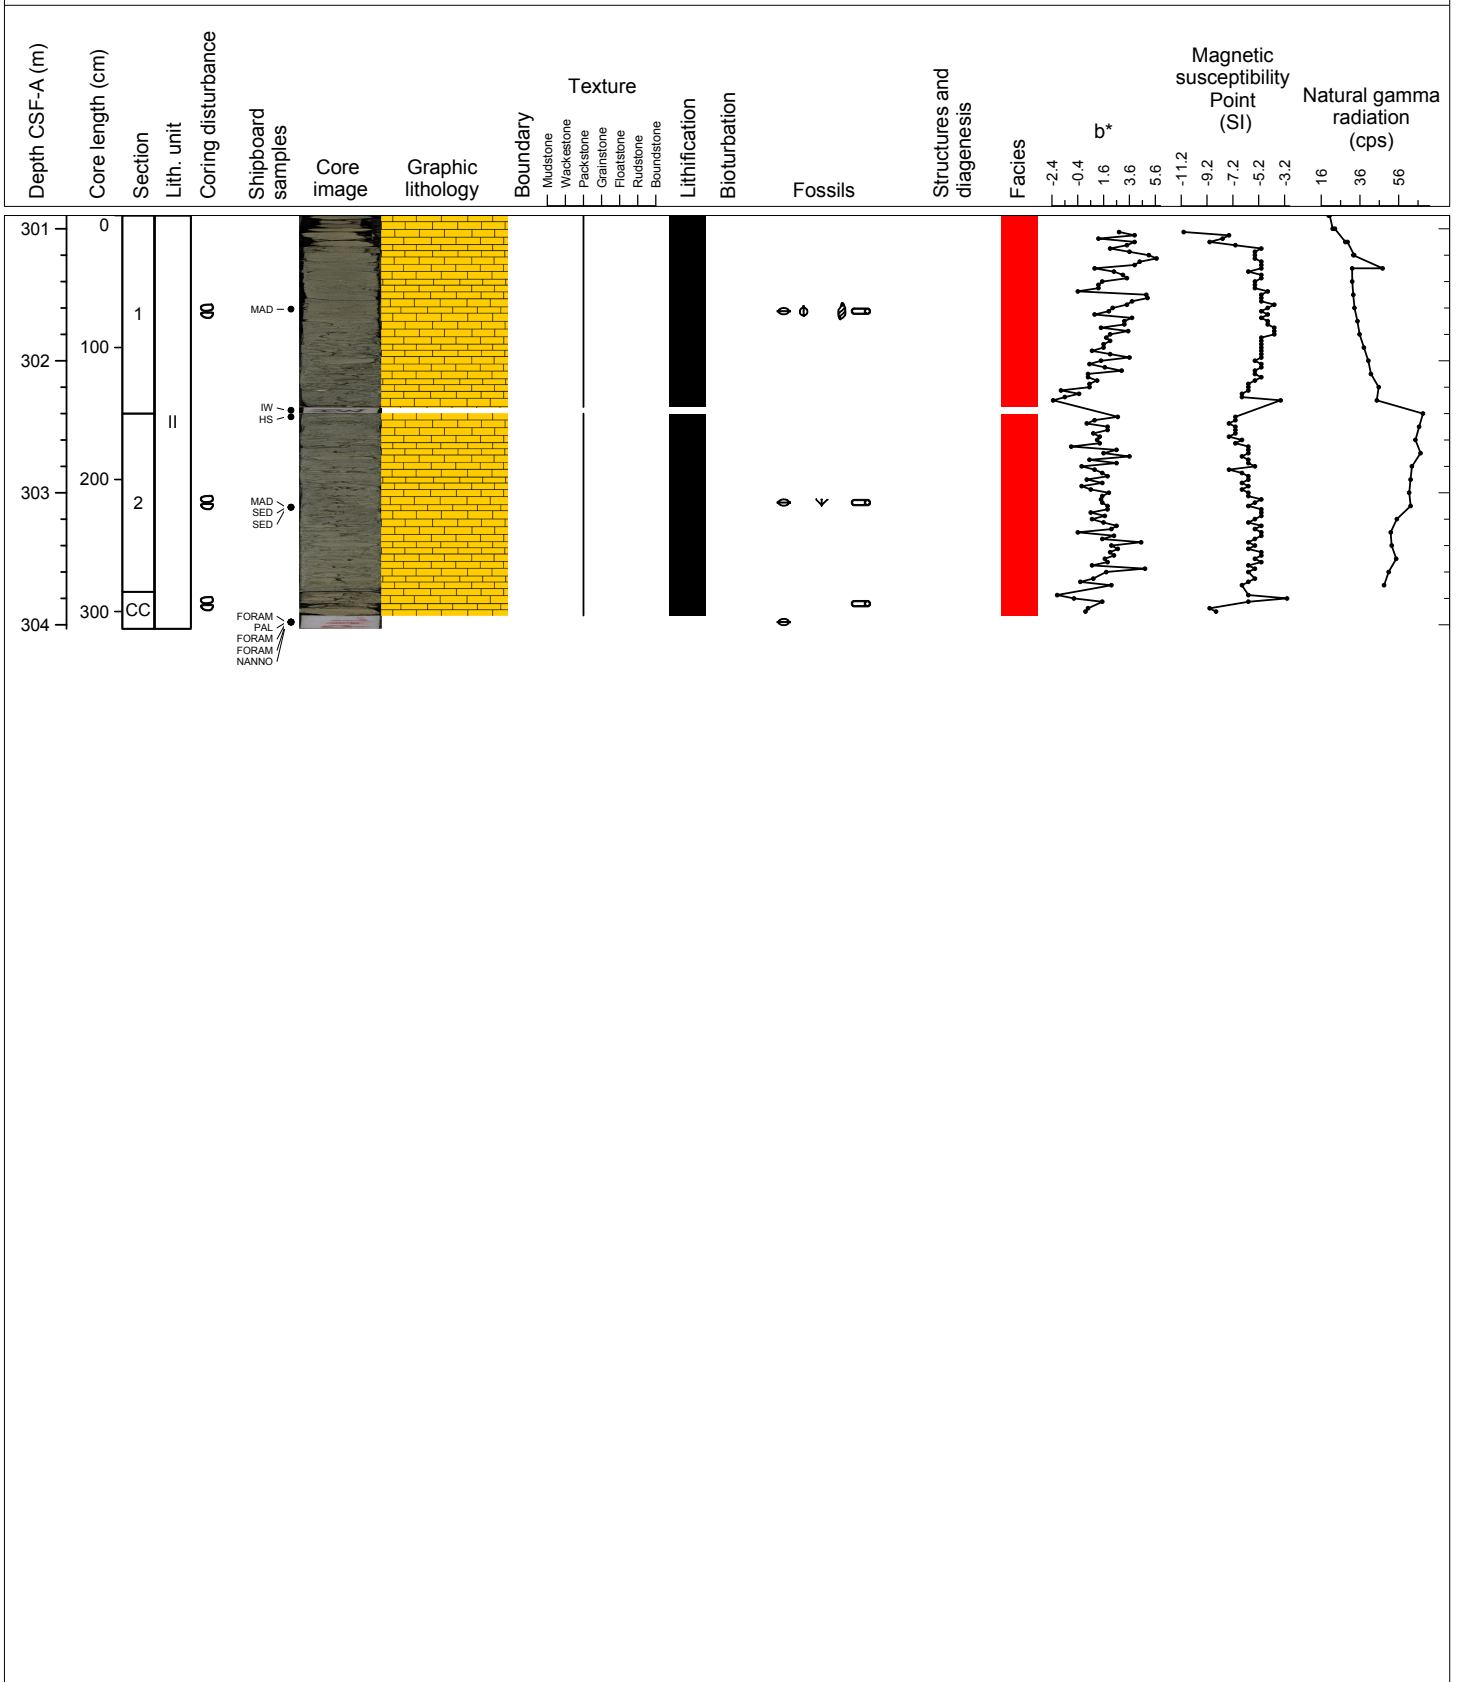 Depth CSF-A (m)
Core length (cm)
Section
Lith. unit
Coring disturbance
Shipboard
samples
Core
image
Graphic
lithology
Boundary
Texture
Mudstone
Wackestone
Packstone
Grainstone
Floatstone
Rudstone
Boundstone
Lithification
Bioturbation
Fossils
Structures and
diagenesis
Facies
b*
-2.4
-0.4
1.6
3.6
5.6
Magnetic
susceptibility
Point
(SI)
-11.2
-9.2
-7.2
-5.2
-3.2
Natural gamma
radiation
(cps)
16
36
56
301
302
303
304
0
100
200
300
1
2
CC
II
MAD
IW
HS
MAD
SED
SED
FORAM
PAL
FORAM
FORAM
NANNO